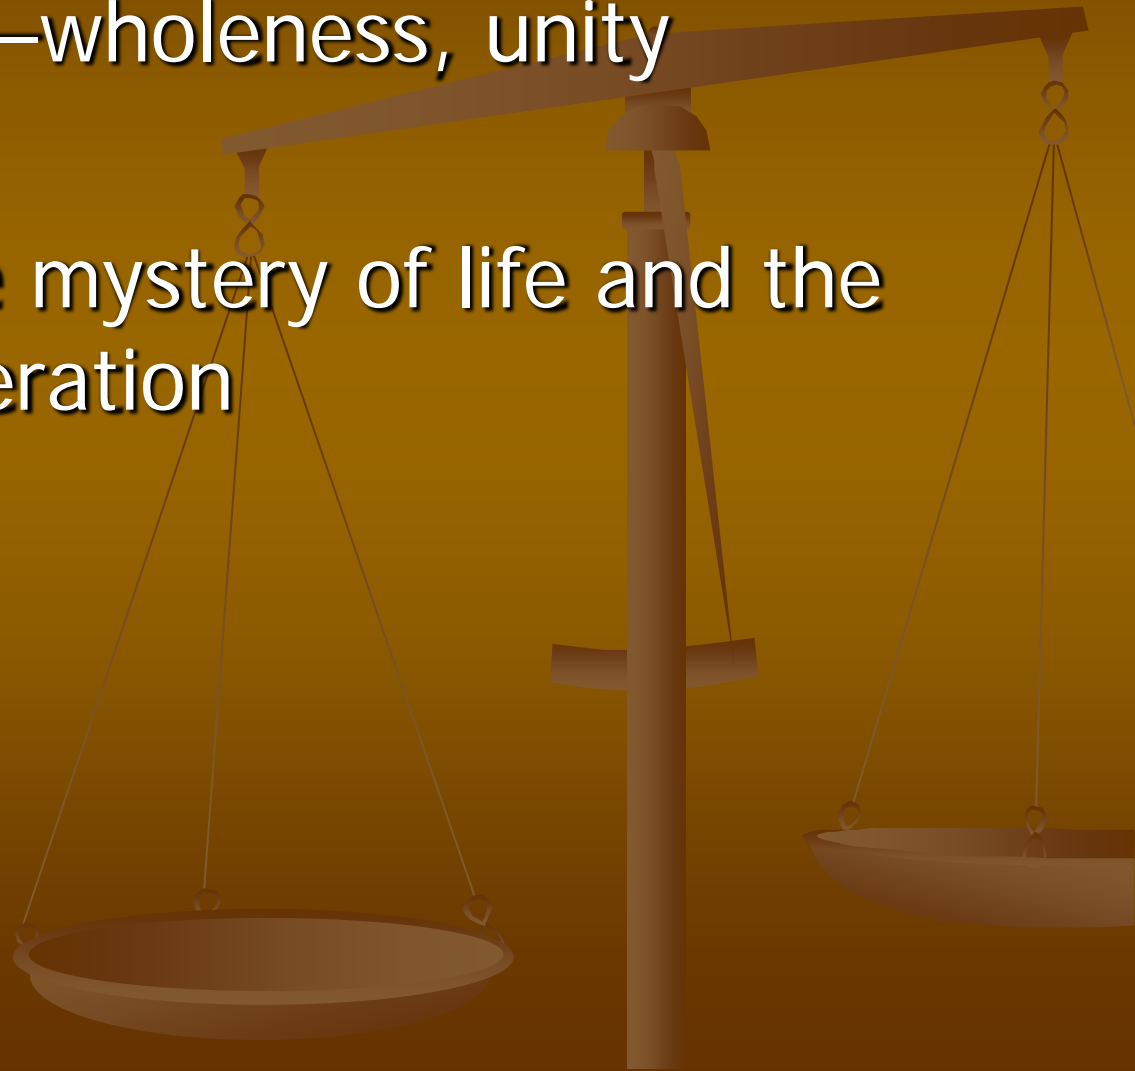 –wholeness, unity
mystery of life and the
eration